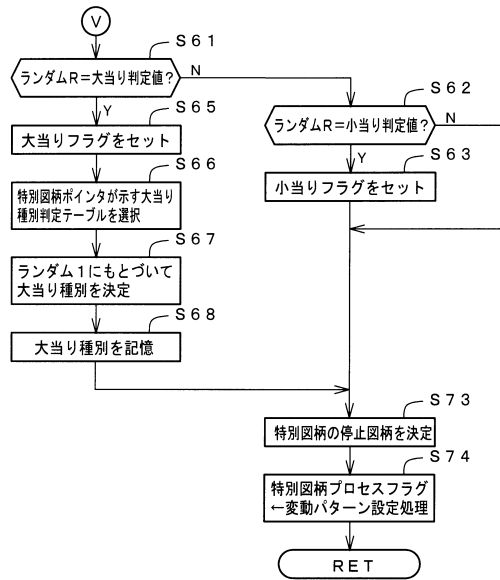 V
S61
ランダムR=大当り判定値?
N
Y
S62
ランダムR=小当り判定値?
N
Y
S65
大当りフラグをセット
S63
小当りフラグをセット
S66
特別図柄ポインタが示す大当り
種別判定テーブルを選択
S67
ランダム1にもとづいて
大当り種別を決定
S68
大当り種別を記憶
S73
特別図柄の停止図柄を決定
S74
特別図柄プロセスフラグ
←変動パターン設定処理
RET